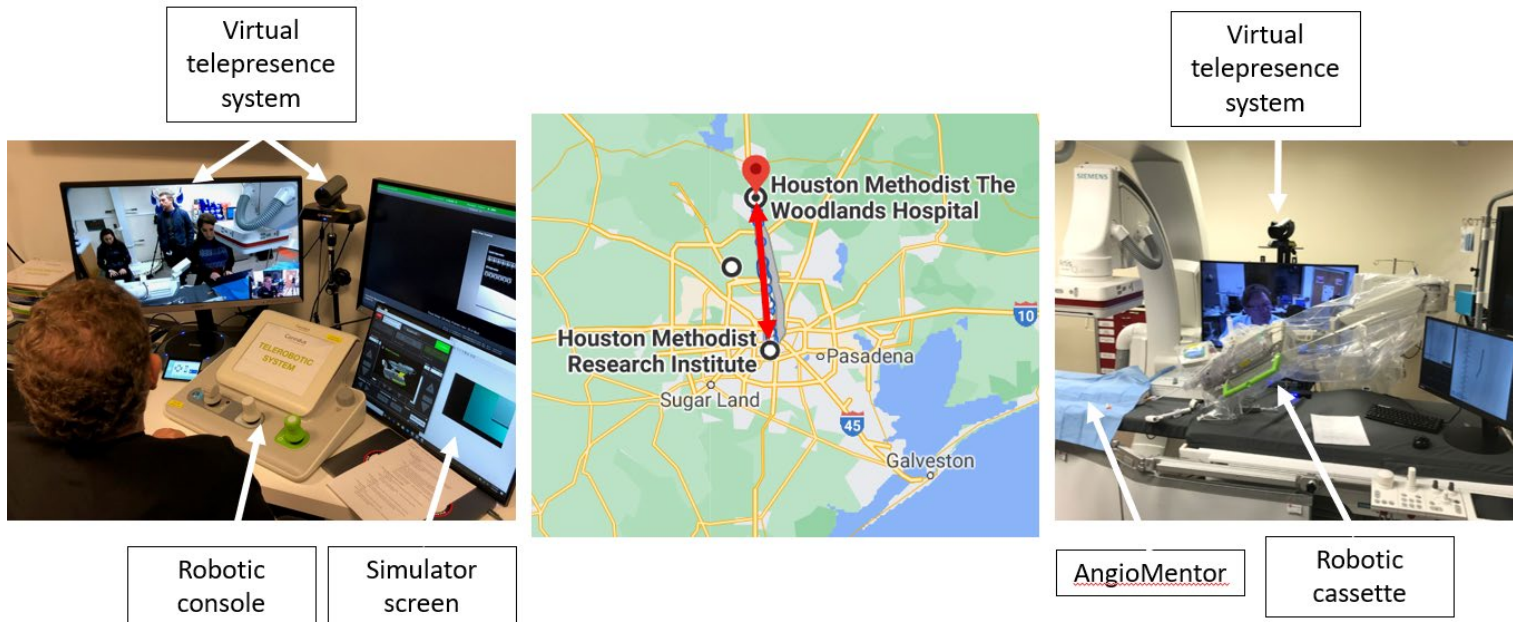 Virtual
telepresence
system
Virtual
telepresence
system
SIEMENS
TELEROBOTIC
SYSTEM
Houston Methodist The
Woodlands Hospital
Houston Methodist
Research Institute
Pasadena
Sugar Land
10
45
Galveston
Robotic
console
Simulator
screen
AngioMentor
Robotic
cassette